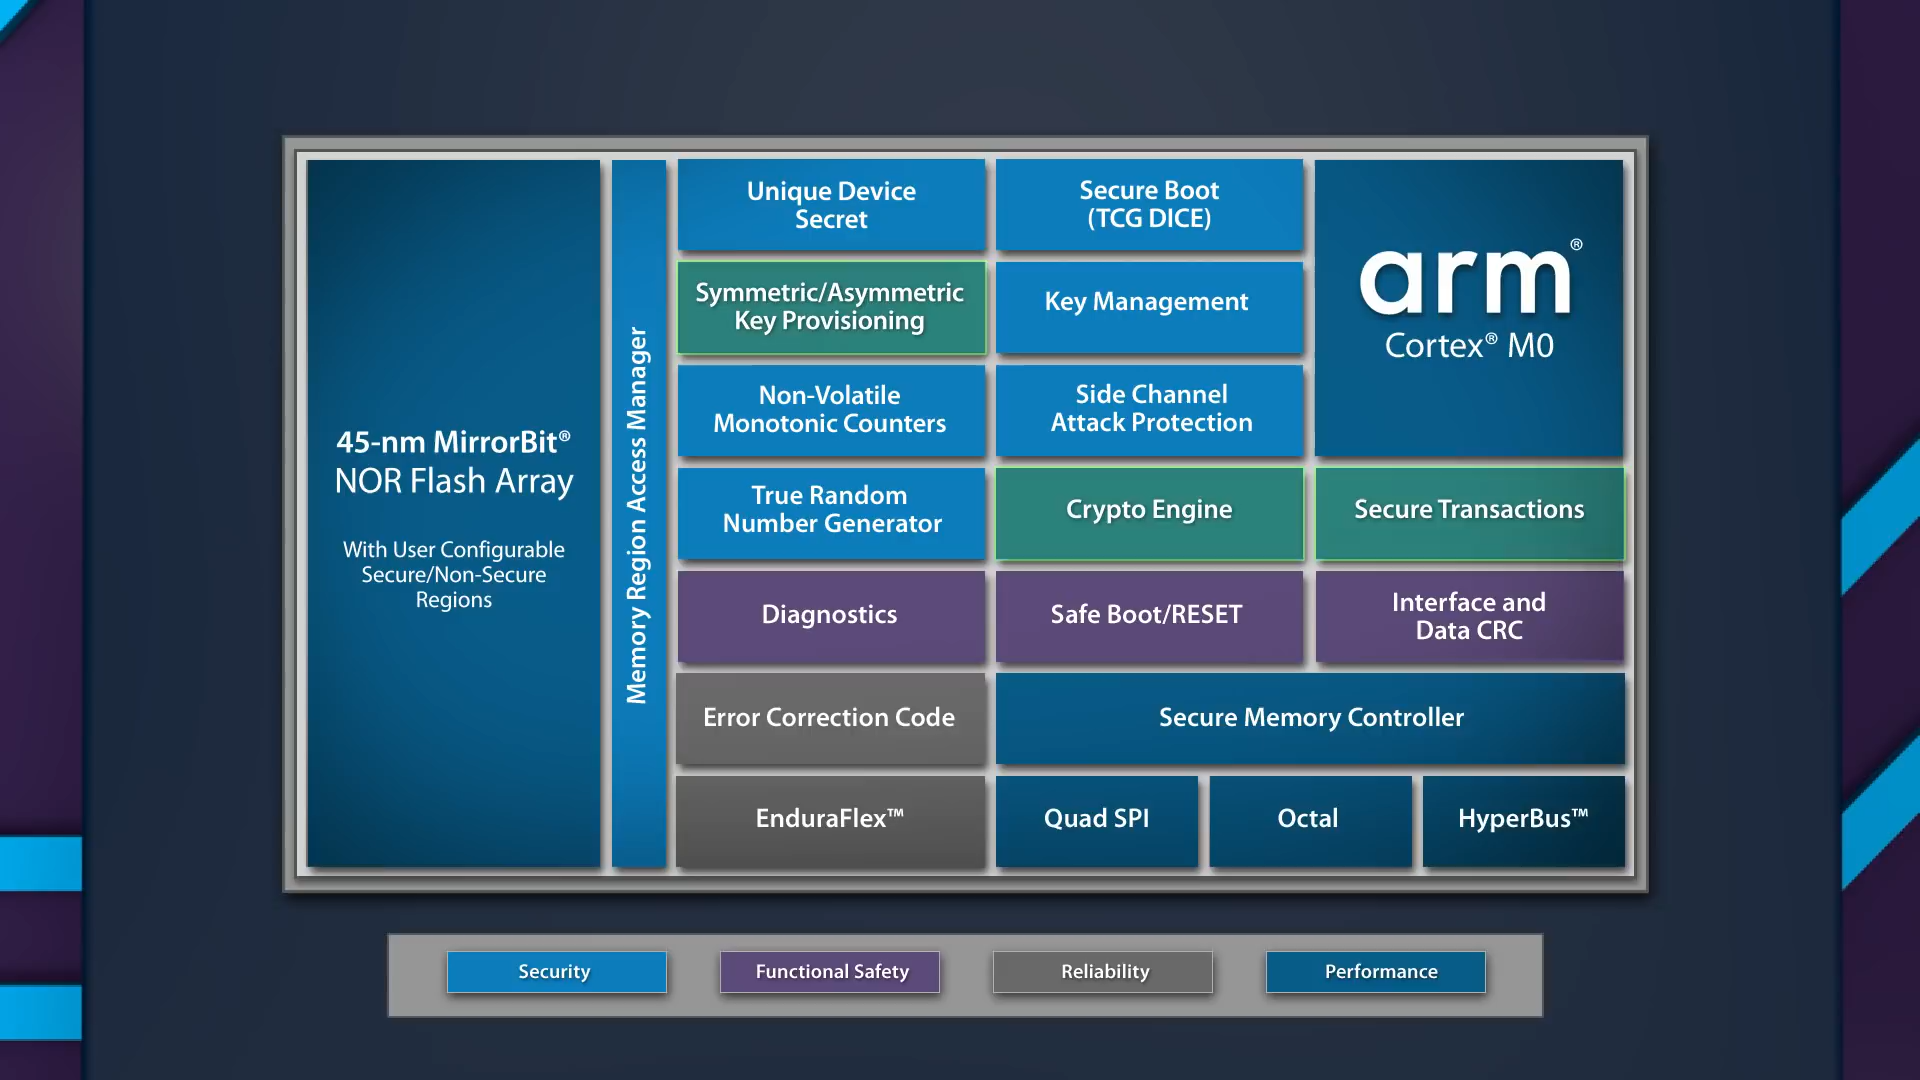 45-nm MirrorBit®
NOR Flash Array
With User Configurable
Secure/Non-Secure
Regions
Memory Region Access Manager
Unique Device
Secret
Secure Boot
(TCG DICE)
arm®
Cortex® M0
Symmetric/Asymmetric
Key Provisioning
Key Management
Non-Volatile
Monotonic Counters
Side Channel
Attack Protection
True Random
Number Generator
Crypto Engine
Secure Transactions
Diagnostics
Safe Boot/RESET
Interface and
Data CRC
Error Correction Code
Secure Memory Controller
EnduraFlex™
Quad SPI
Octal
HyperBus™
Security
Functional Safety
Reliability
Performance